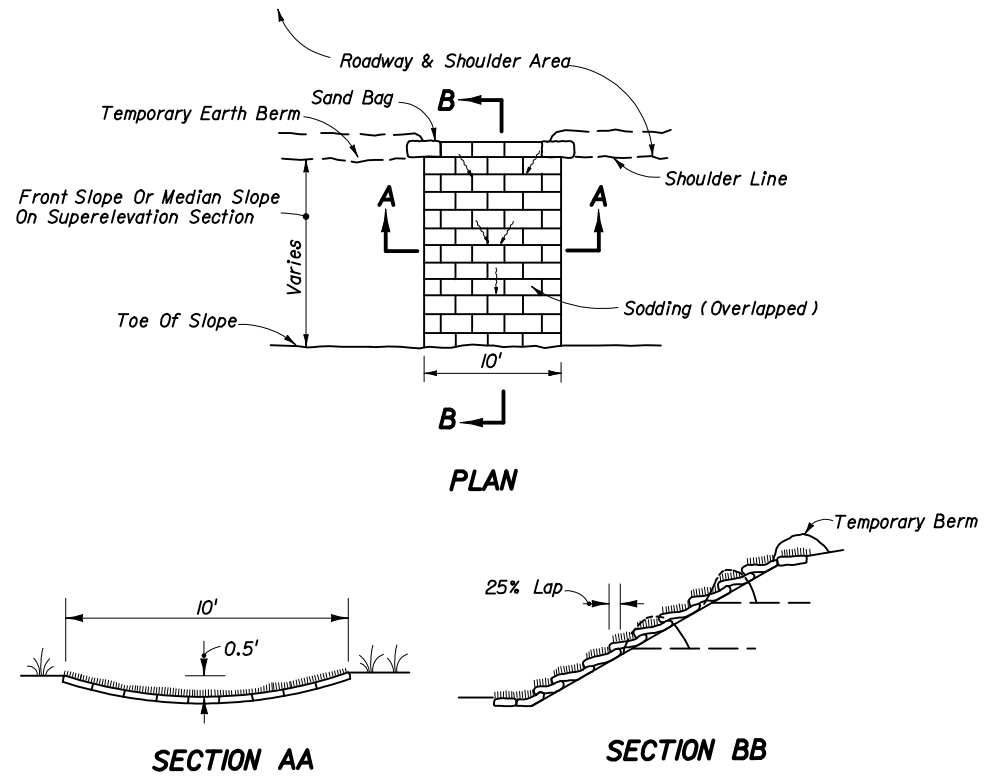 Roadway & Shoulder Area
Sand Bag
B
Temporary Earth Berm
Shoulder Line
Front Slope Or Median Slope
On Superelevation Section
A
A
Varies
Sodding (Overlapped)
Toe Of Slope
10'
B
PLAN
Temporary Berm
25% Lap
10'
0.5'
SECTION AA
SECTION BB